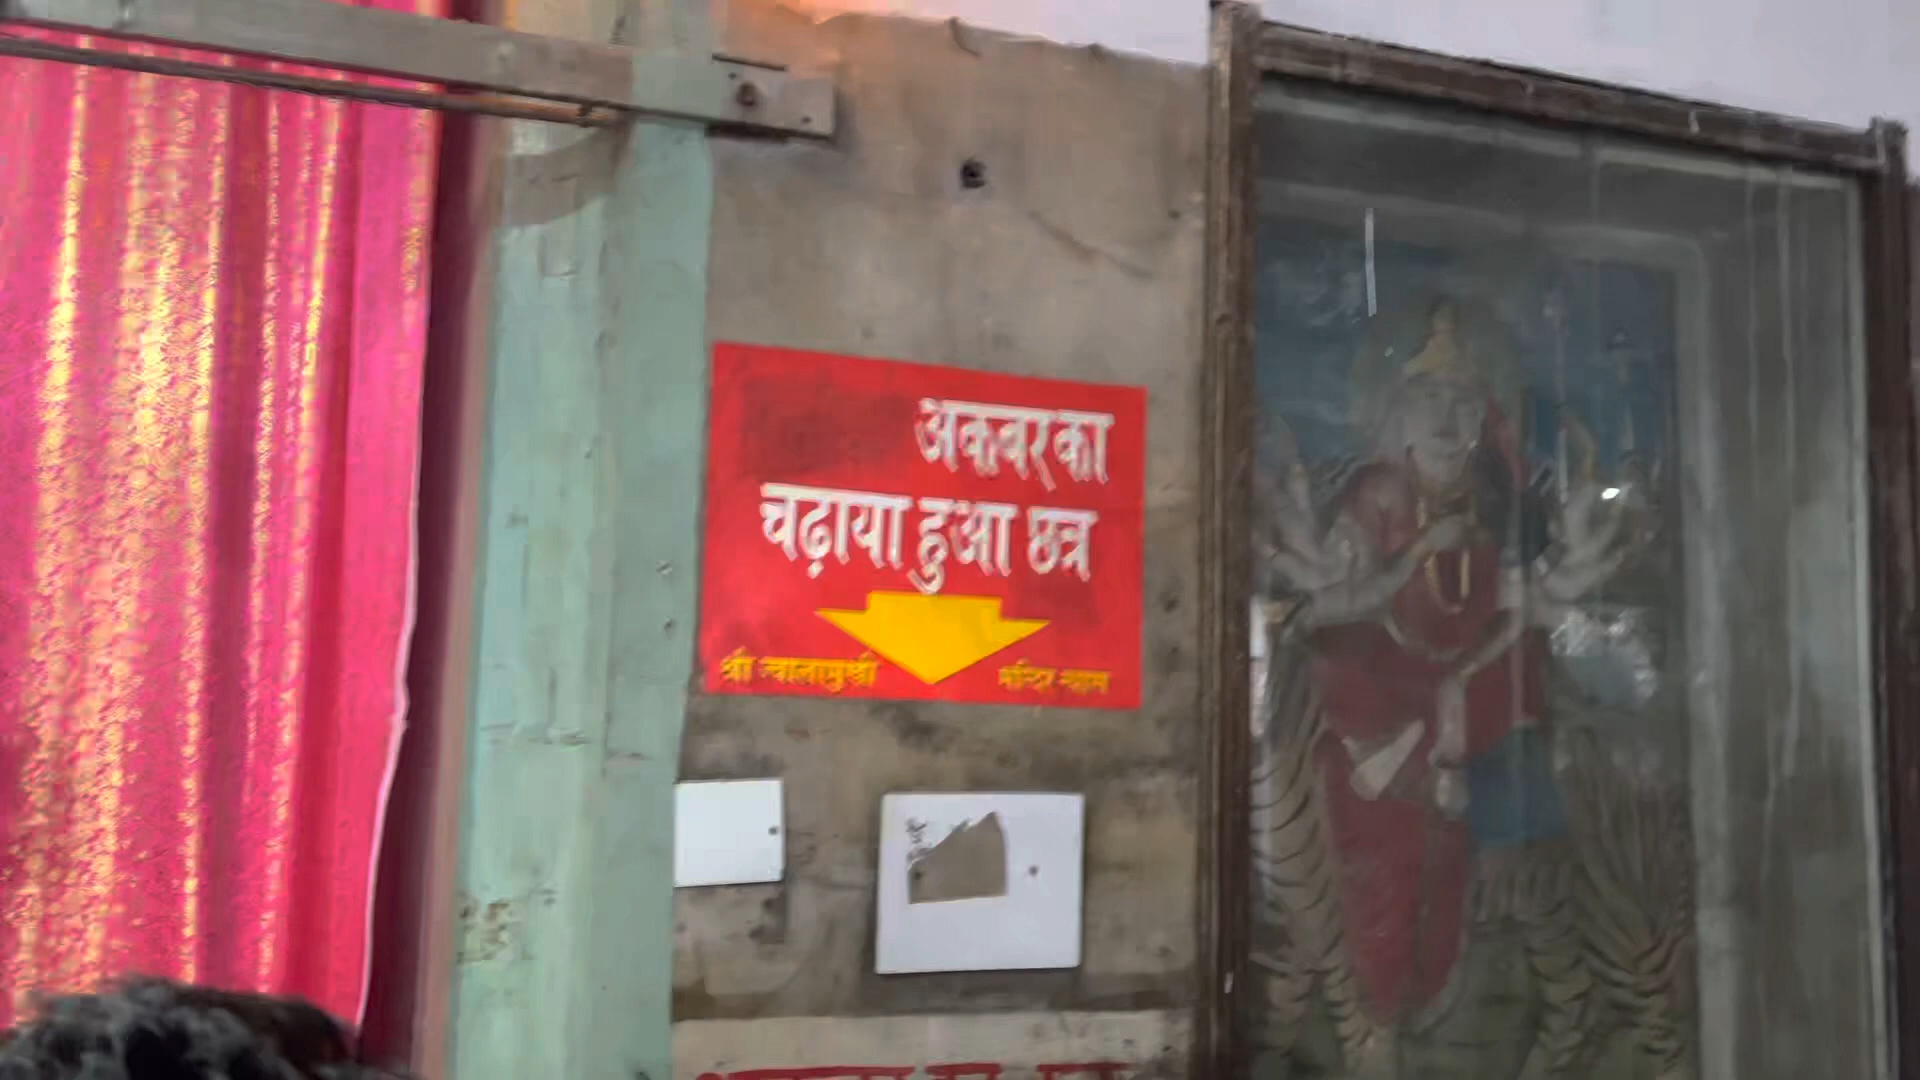 अकबर का
चढ़ाया हुआ छत्र
श्री ज्वालामुखी मन्दिर न्यास